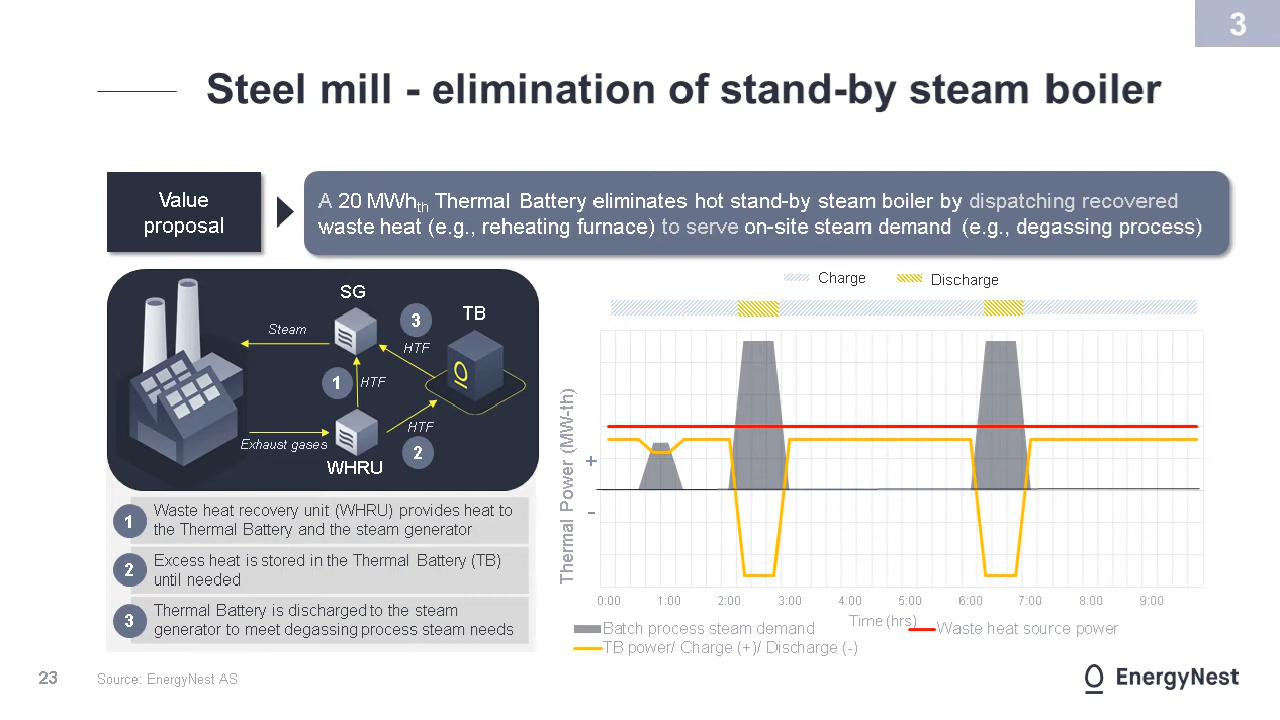 3
Steel mill - elimination of stand-by steam boiler
Value
proposal
A 20 MWhth Thermal Battery eliminates hot stand-by steam boiler by dispatching recovered
waste heat (e.g., reheating furnace) to serve on-site steam demand (e.g., degassing process)
SG
TB
Steam
3
HTF
1
HTF
Exhaust gases
HTF
WHRU
2
1
Waste heat recovery unit (WHRU) provides heat to
the Thermal Battery and the steam generator
2
Excess heat is stored in the Thermal Battery (TB)
until needed
3
Thermal Battery is discharged to the steam
generator to meet degassing process steam needs
Charge
Discharge
Thermal Power (MW-th)
+
-
0:00 1:00 2:00 3:00 4:00 5:00 6:00 7:00 8:00 9:00
Time (hrs)
Batch process steam demand
Waste heat source power
TB power/ Charge (+)/ Discharge (-)
23
Source: EnergyNest AS
EnergyNest